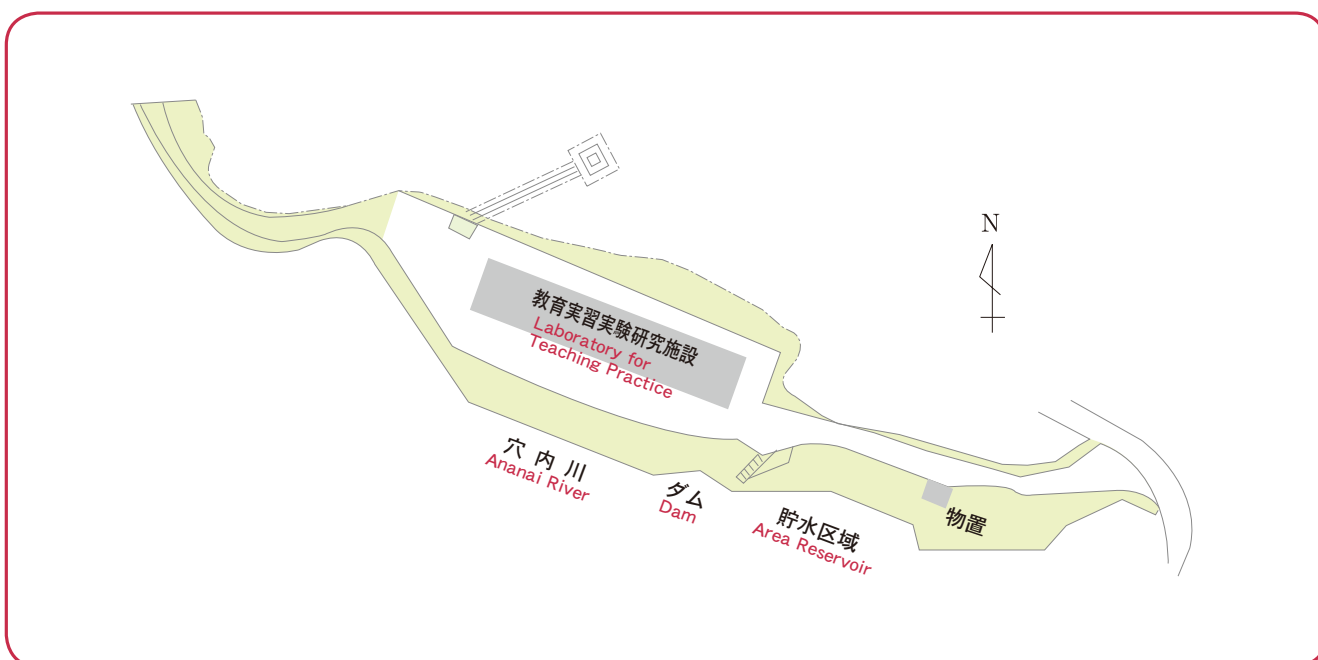 N
教育実習実験研究施設
Laboratory for
Teaching Practice
穴内川
Ananai River
ダム
Dam
貯水区域
Area Reservoir
物置